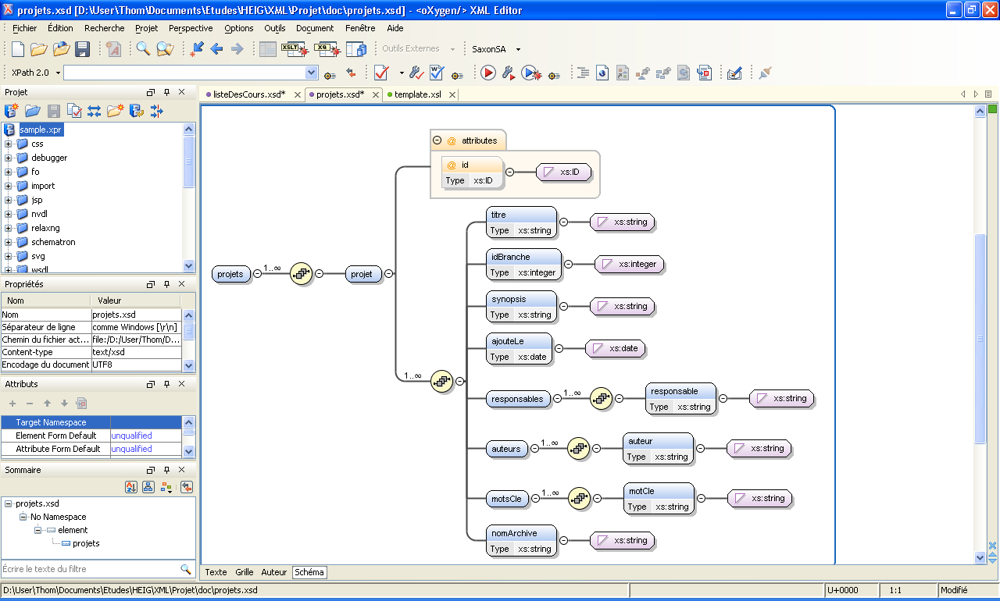 projets.xsd [D:\User\Thom\Documents\Etudes\HEIG\XML\Projet\doc\projets.xsd] - <oXygen/> XML Editor
Fichier Édition Recherche Projet Perspective Options Outils Document Fenêtre Aide
XSLT XQ Outils Externes SaxonSA
XPath 2.0
Projet
listeDesCours.xsd* projets.xsd* template.xsl
sample.xpr
css
debugger
fo
import
jsp
nvdl
relaxng
schematron
svg
wsdl
Propriétés
Nom Valeur
Nom projets.xsd
Séparateur de ligne comme Windows [\r\n]
Chemin du fichier act... file:/D:/User/Thom/D...
Content-type text/xsd
Encodage du document UTF8
Attributs
Target Namespace
Element Form Default unqualified
Attribute Form Default unqualified
Sommaire
projets.xsd
No Namespace
element
projets
Écrire le texte du filtre
@ attributes
@ id
Type xs:ID
xs:ID
projets 1..∞ projet
1..∞
titre
Type xs:string
xs:string
idBranche
Type xs:integer
xs:integer
synopsis
Type xs:string
xs:string
ajouteLe
Type xs:date
xs:date
responsables 1..∞
responsable
Type xs:string
xs:string
auteurs 1..∞
auteur
Type xs:string
xs:string
motsCle 1..∞
motCle
Type xs:string
xs:string
nomArchive
Type xs:string
xs:string
Texte Grille Auteur Schéma
D:\User\Thom\Documents\Etudes\HEIG\XML\Projet\doc\projets.xsd U+0000 1:1 Modifié